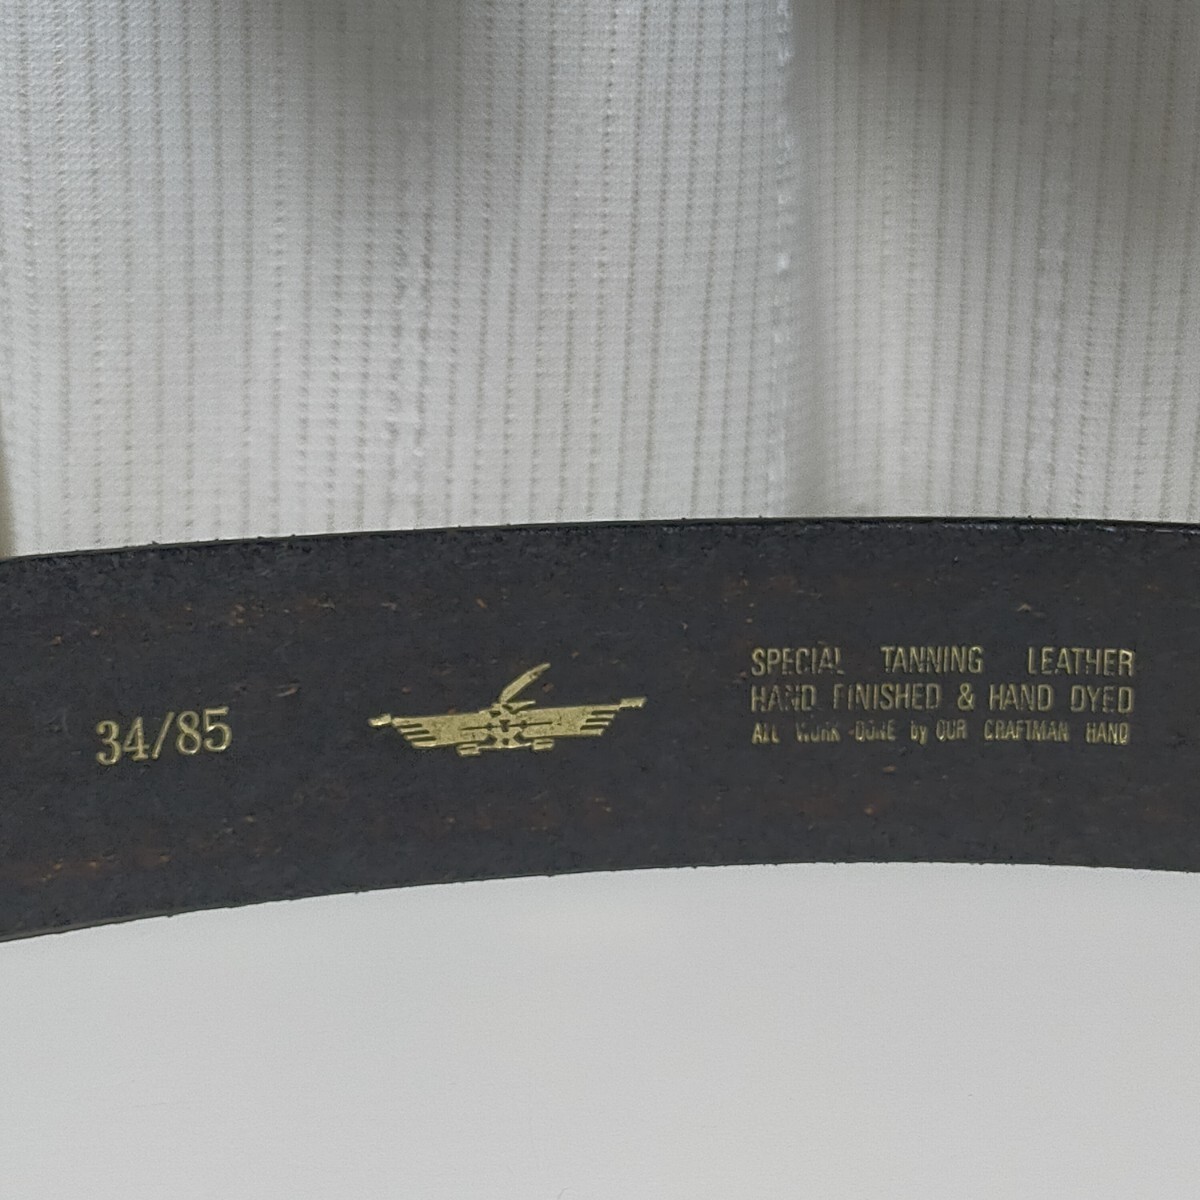 34/85
SPECIAL TANNING LEATHER
HAND FINISHED & HAND DYED
ALL WORK DONE by OUR CRAFTMAN HAND